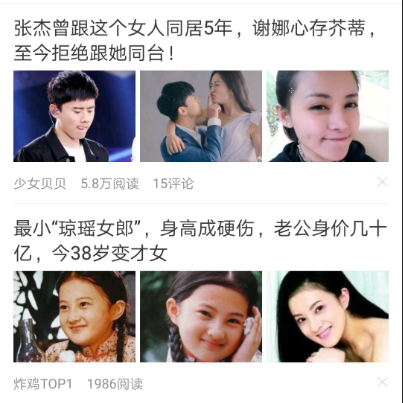 张杰曾跟这个女人同居5年，谢娜心存芥蒂，
至今拒绝跟她同台！
少女贝贝 5.8万阅读 15评论
最小“琼瑶女郎”，身高成硬伤，老公身价几十
亿，今38岁变才女
炸鸡TOP1 1986阅读